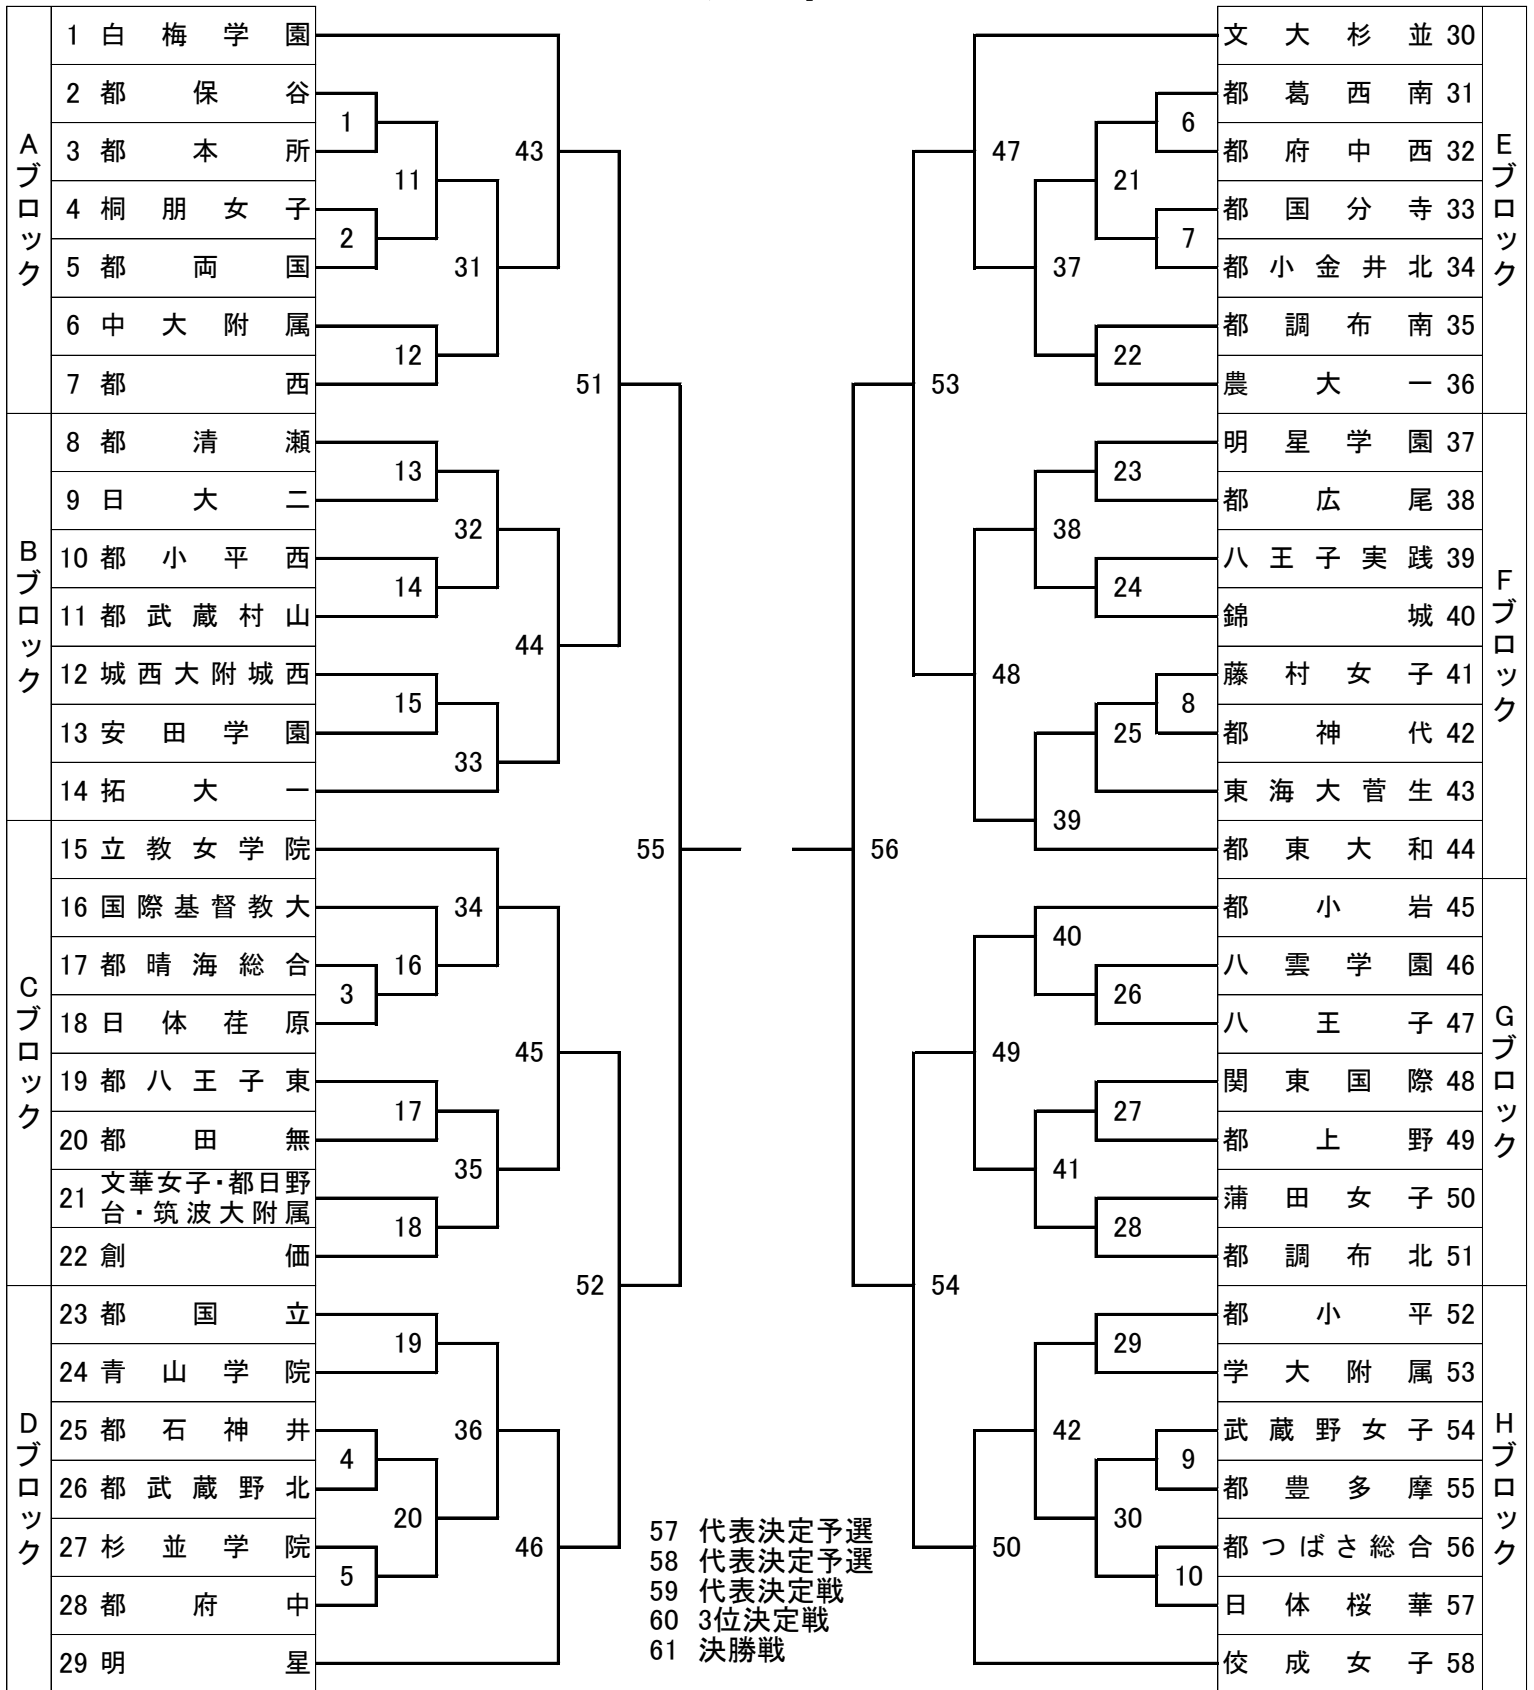 Aブロック
1 白梅学園
2 都保谷
3 都本所
4 桐朋女子
5 都両国
6 中大附属
7 都西
Bブロック
8 都清瀬
9 日大二
10 都小平西
11 都武蔵村山
12 城西大附城西
13 安田学園
14 拓大一
Cブロック
15 立教女学院
16 国際基督教大
17 都晴海総合
18 日体荏原
19 都八王子東
20 都田無
21 文華女子・都日野
台・筑波大附属
22 創価
Dブロック
23 都国立
24 青山学院
25 都石神井
26 都武蔵野北
27 杉並学院
28 都府中
29 明星
1
2
3
4
5
11
12
13
14
15
16
17
18
19
20
31
32
33
34
35
36
43
44
45
46
51
52
55
56
53
54
47
48
49
50
37
38
39
40
41
42
21
22
23
24
25
26
27
28
29
30
6
7
8
9
10
文大杉並 30
都葛西南 31
都府中西 32
都国分寺 33
都小金井北 34
都調布南 35
農大一 36
Eブロック
明星学園 37
都広尾 38
八王子実践 39
錦城 40
藤村女子 41
都神代 42
東海大菅生 43
都東大和 44
Fブロック
都小岩 45
八雲学園 46
八王子 47
関東国際 48
都上野 49
蒲田女子 50
都調布北 51
Gブロック
都小平 52
学大附属 53
武蔵野女子 54
都豊多摩 55
都つばさ総合 56
日体桜華 57
佼成女子 58
Hブロック
57 代表決定予選
58 代表決定予選
59 代表決定戦
60 3位決定戦
61 決勝戦